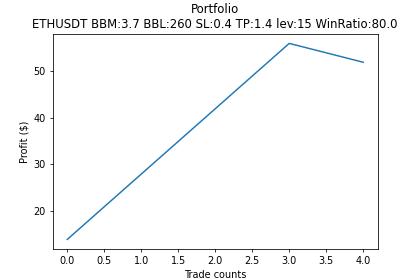 Portfolio
ETHUSDT BBM:3.7 BBL:260 SL:0.4 TP:1.4 lev:15 WinRatio:80.0
50
40
30
20
Profit ($)
0.0 0.5 1.0 1.5 2.0 2.5 3.0 3.5 4.0
Trade counts